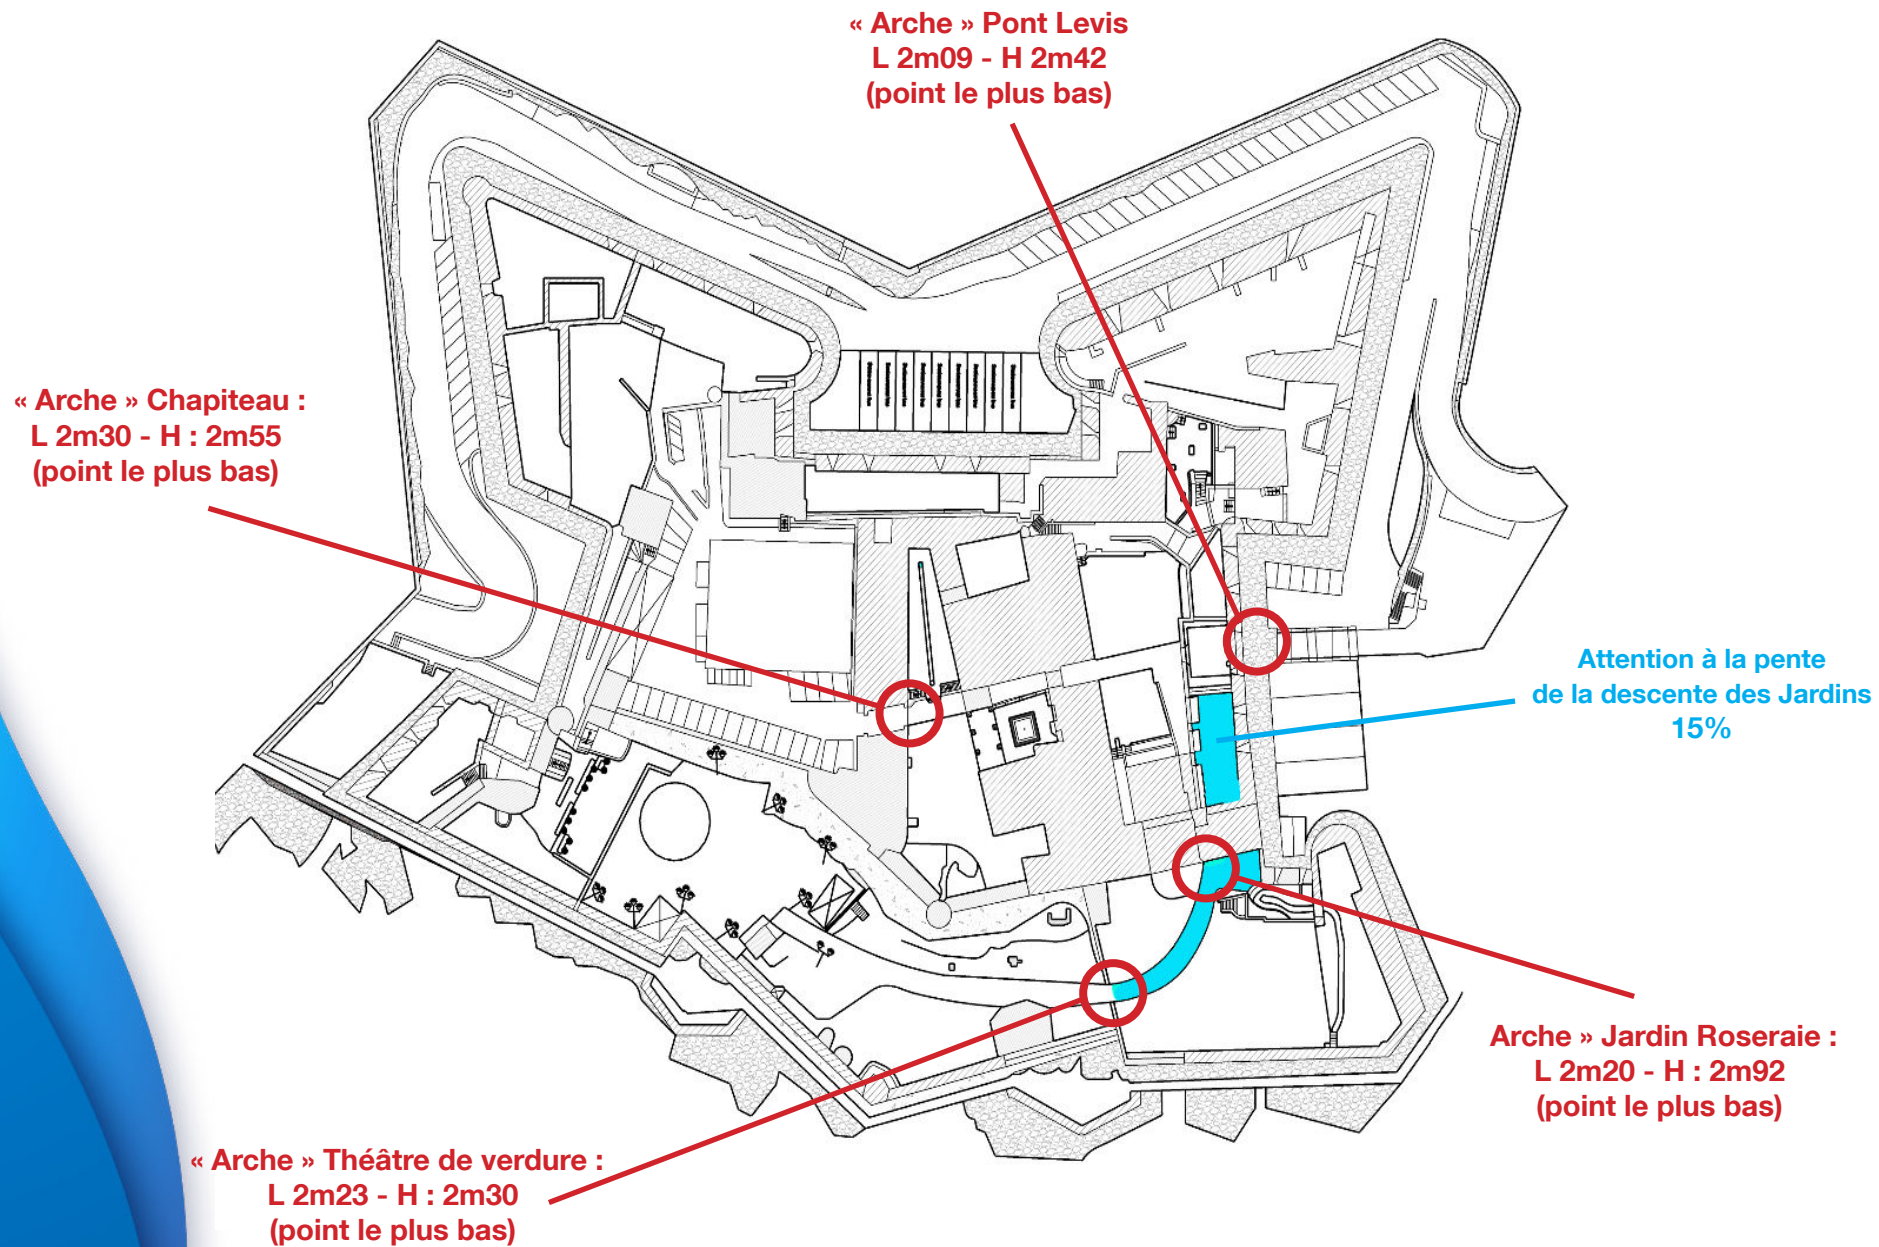 « Arche » Pont Levis
L 2m09 - H 2m42
(point le plus bas)
« Arche » Chapiteau :
L 2m30 - H : 2m55
(point le plus bas)
Attention à la pente
de la descente des Jardins
15%
Arche » Jardin Roseraie :
L 2m20 - H : 2m92
(point le plus bas)
« Arche » Théâtre de verdure :
L 2m23 - H : 2m30
(point le plus bas)